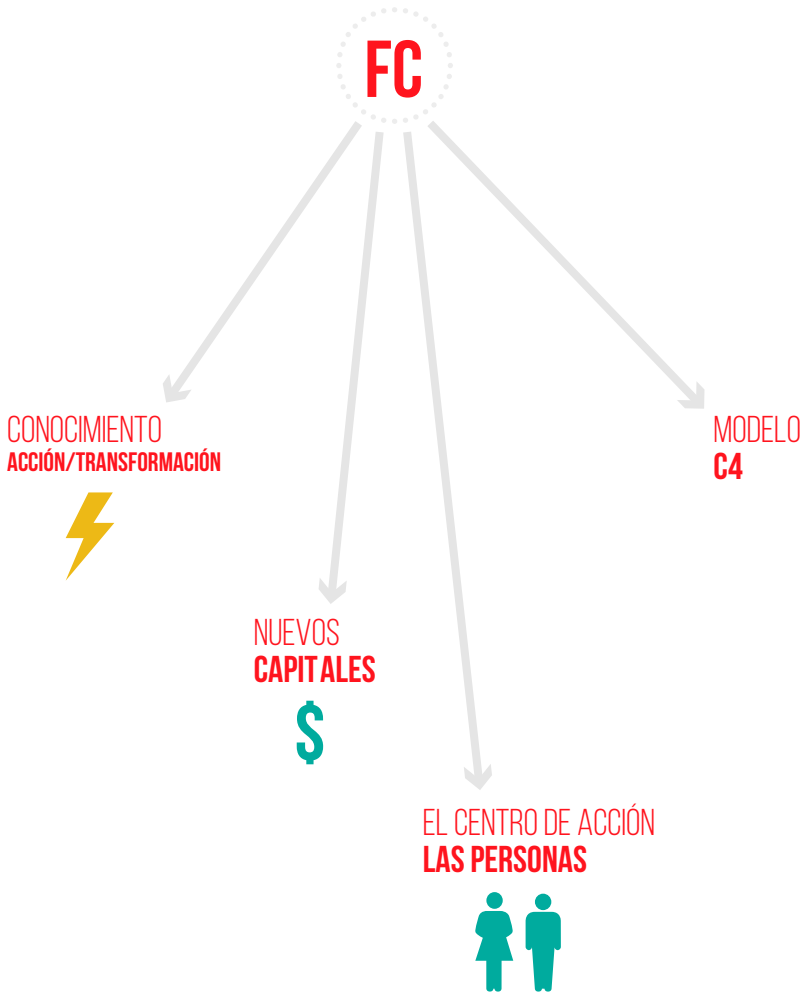 FC
CONOCIMIENTO
ACCIÓN/TRANSFORMACIÓN
MODELO
C4
NUEVOS
CAPITALES
$
EL CENTRO DE ACCIÓN
LAS PERSONAS